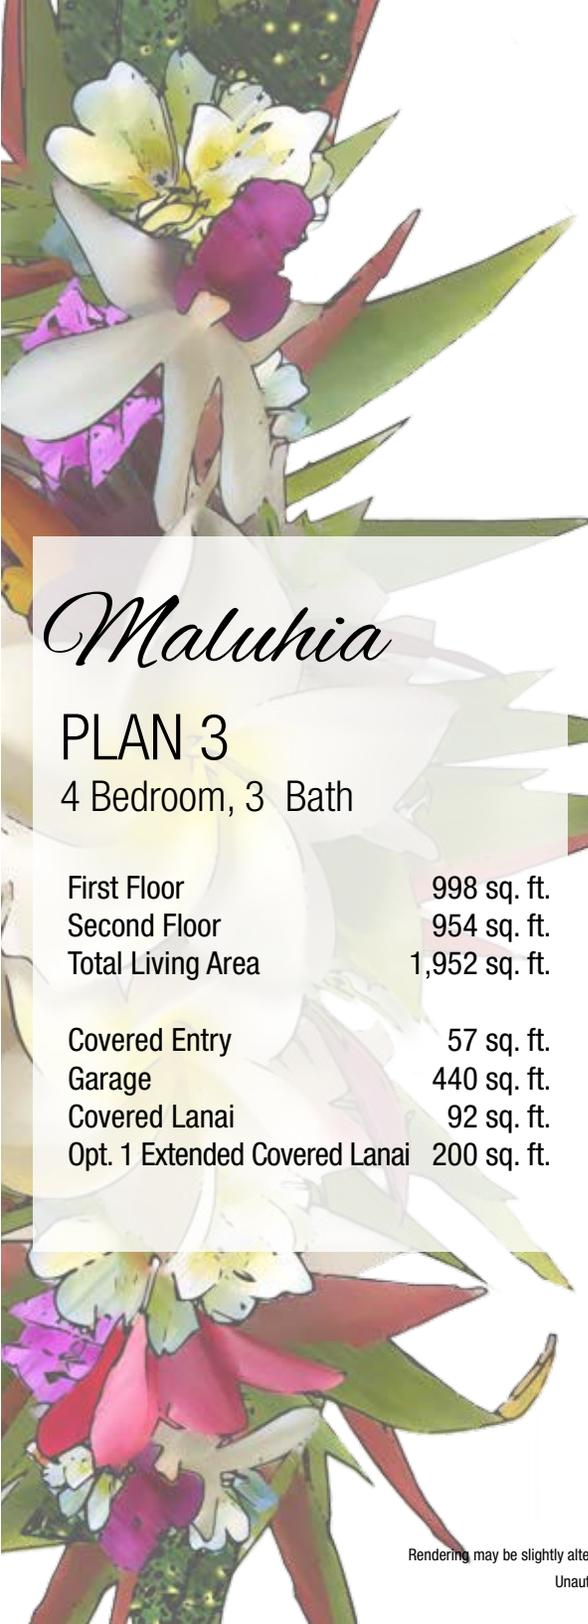 Maluhia
PLAN 3
4 Bedroom, 3 Bath
First Floor 998 sq. ft.
Second Floor 954 sq. ft.
Total Living Area 1,952 sq. ft.
Covered Entry 57 sq. ft.
Garage 440 sq. ft.
Covered Lanai 92 sq. ft.
Opt. 1 Extended Covered Lanai 200 sq. ft.
Rendering may be slightly alte
Unaut